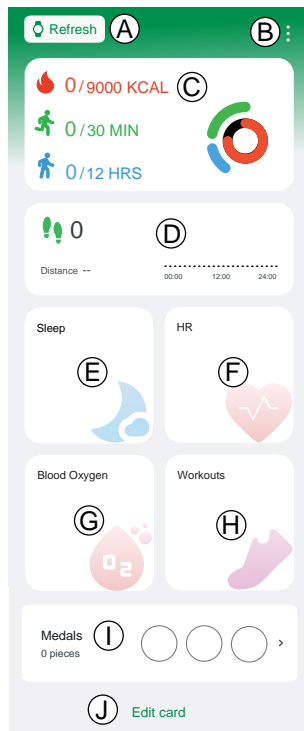 Refresh A B
0/9000 KCAL C
0/30 MIN
0/12 HRS
0 D
Distance --
00:00 12:00 24:00
Sleep HR
E F
Blood Oxygen Workouts
G H
O2
Medals I
0 pieces
J Edit card